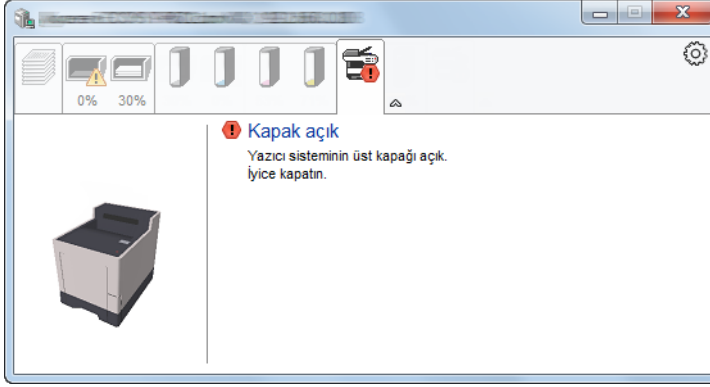 0%
30%
Kapak açık
Yazıcı sisteminin üst kapağı açık.
İyice kapatın.